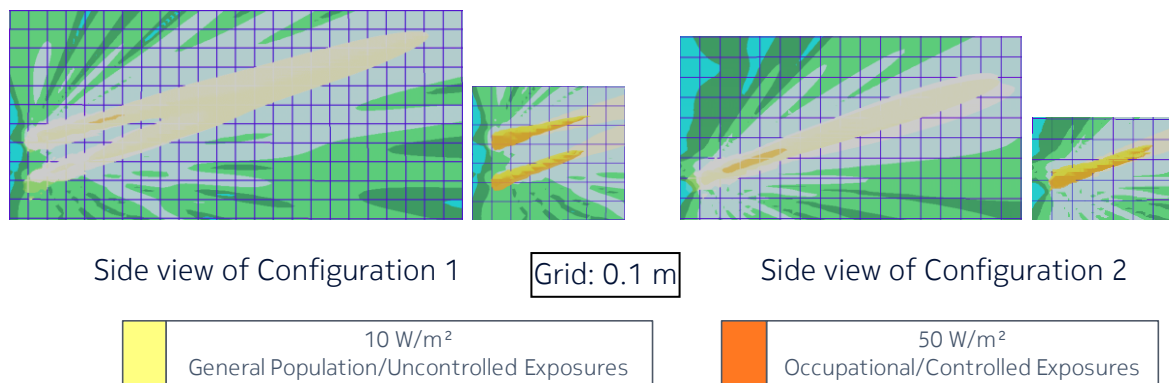 Side view of Configuration 1
Grid: 0.1 m
Side view of Configuration 2
10 W/m²
General Population/Uncontrolled Exposures
50 W/m²
Occupational/Controlled Exposures